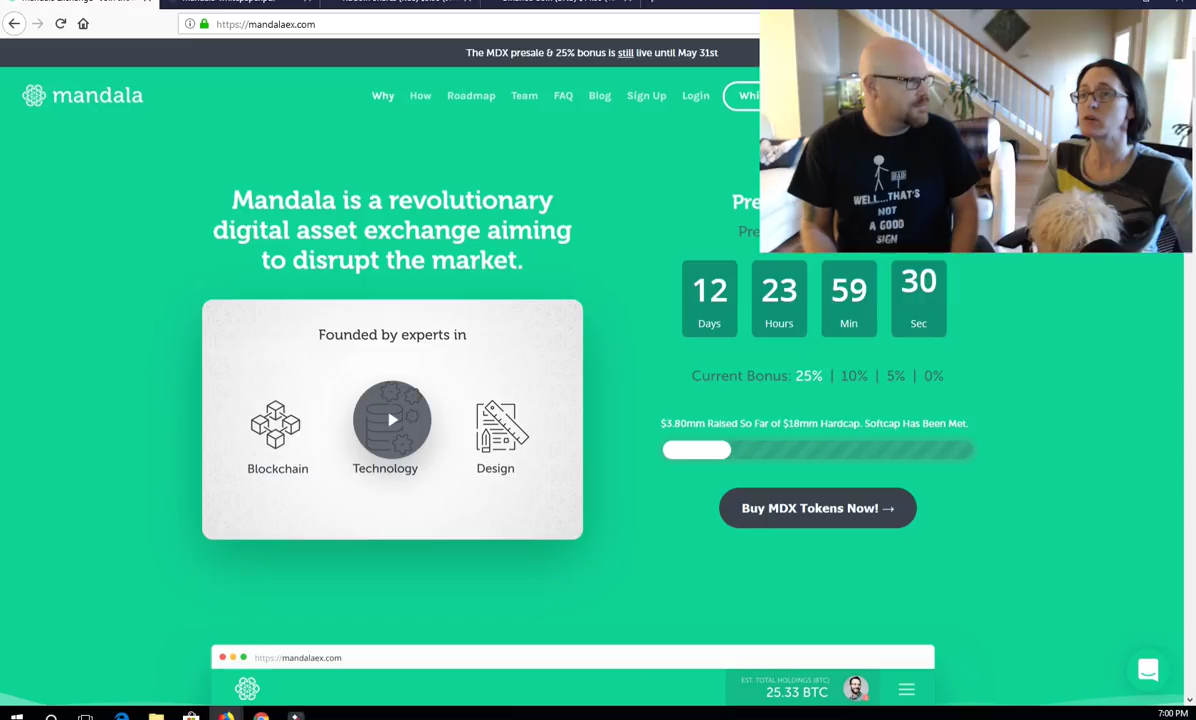 https://mandalaex.com
The MDX presale & 25% bonus is still live until May 31st
mandala
Why How Roadmap Team FAQ Blog Sign Up Login
Mandala is a revolutionary
digital asset exchange aiming
to disrupt the market.
Founded by experts in
Blockchain Technology Design
WELL...THAT'S
NOT
A GOOD
SIGN
12 23 59 30
Days Hours Min Sec
Current Bonus: 25% | 10% | 5% | 0%
$3.80mm Raised So Far of $18mm Hardcap. Softcap Has Been Met.
Buy MDX Tokens Now! →
https://mandalaex.com
EST. TOTAL HOLDINGS (BTC)
25.33 BTC
7:00 PM